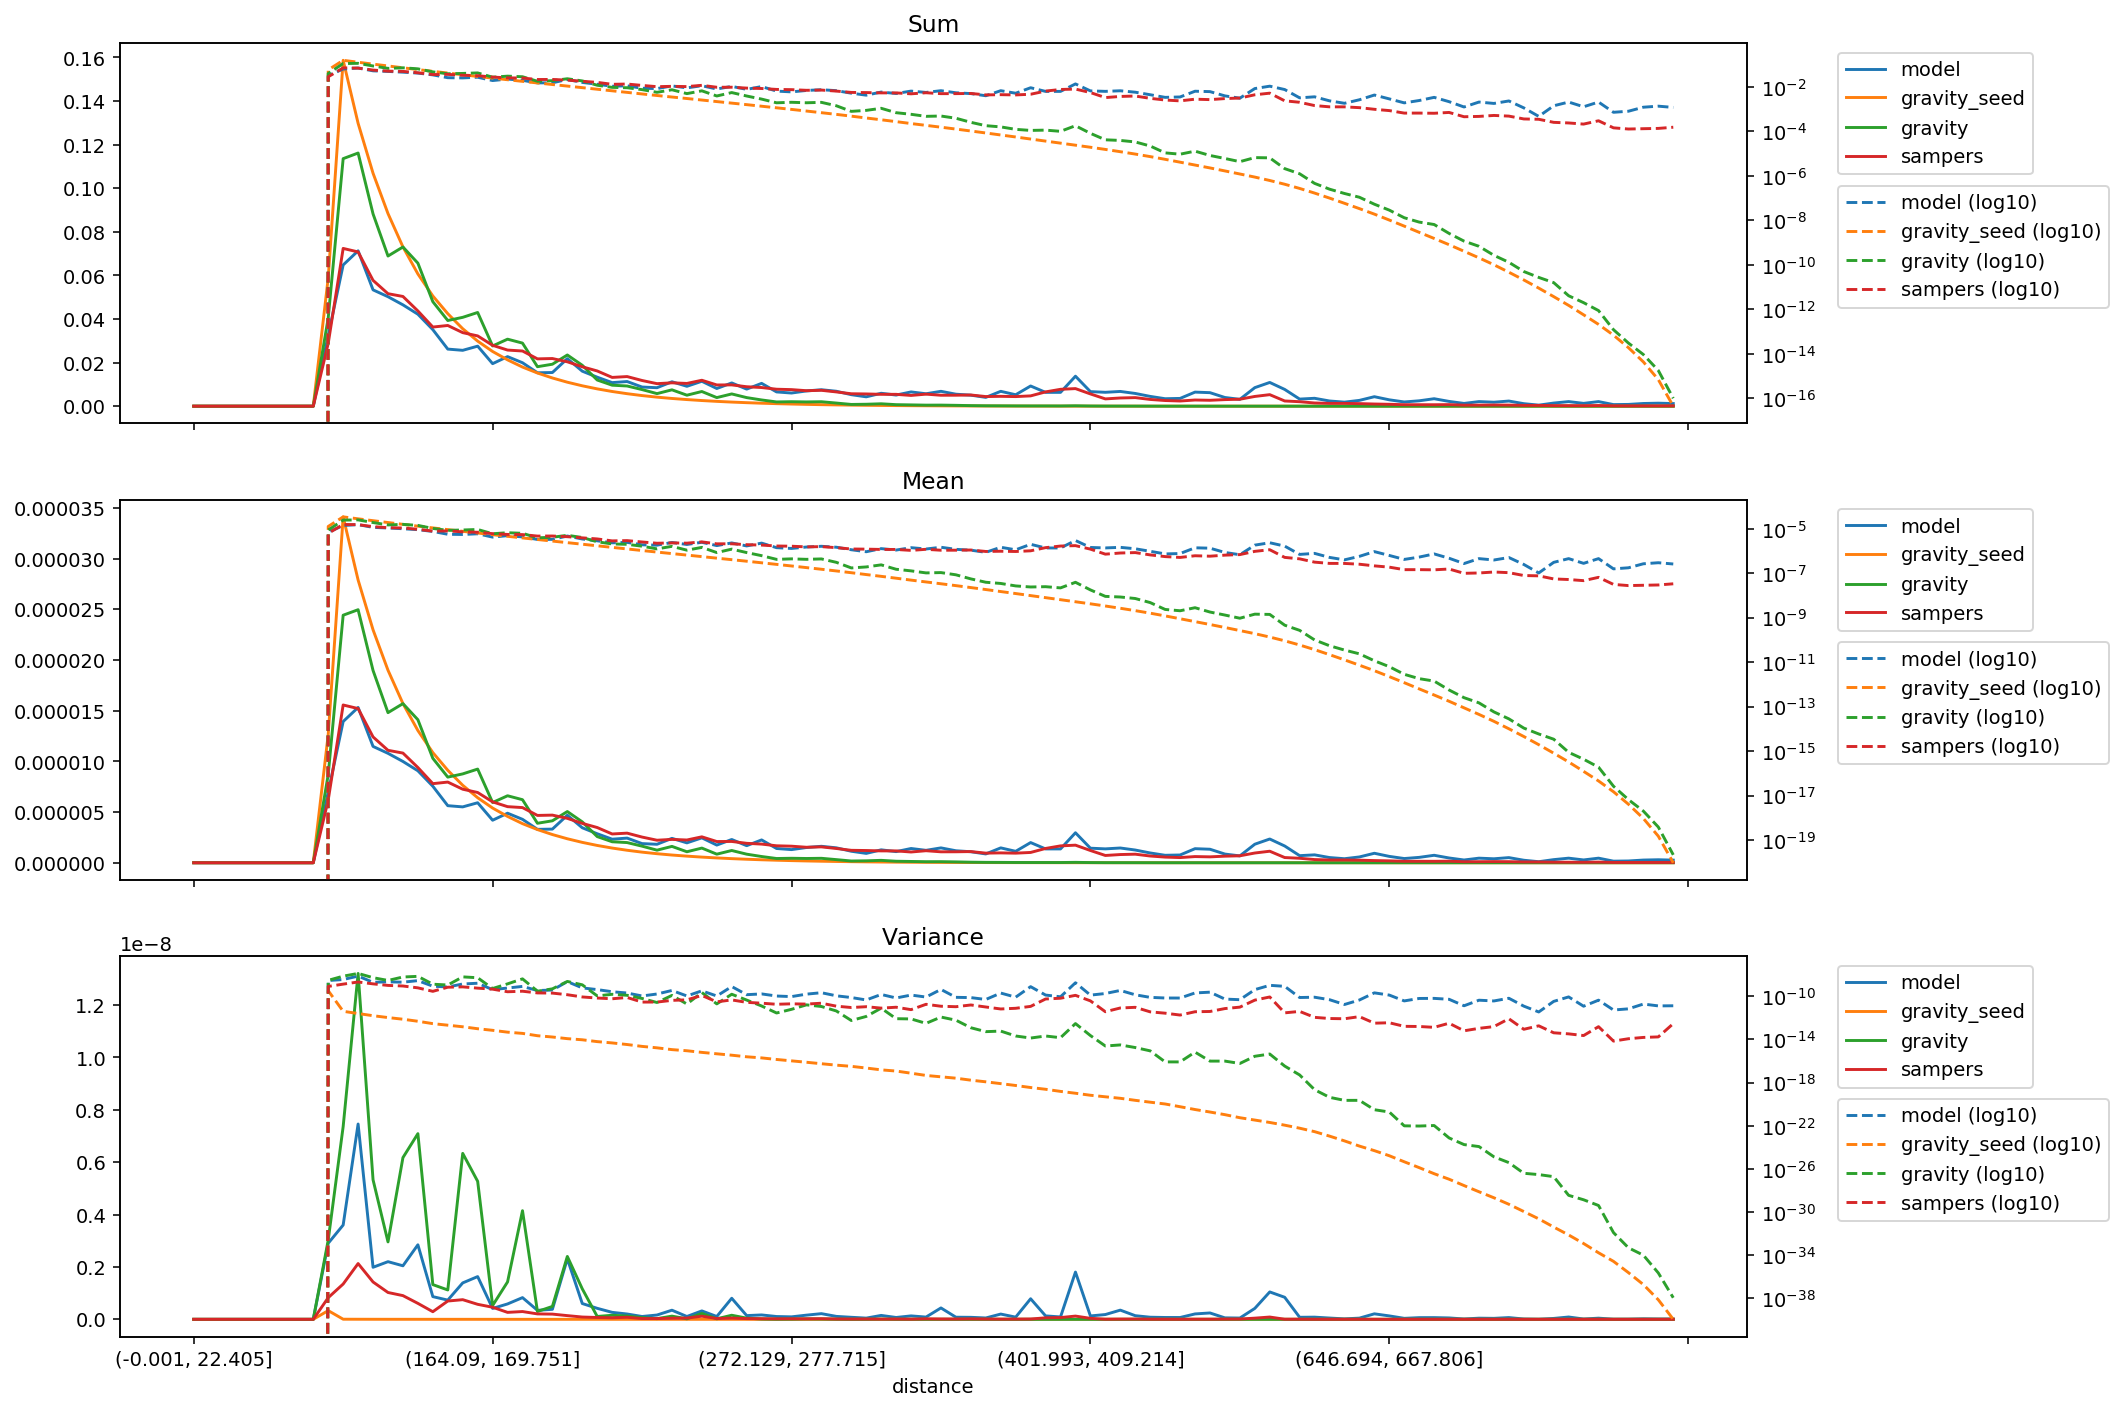 Sum
0.16
0.14
0.12
0.10
0.08
0.06
0.04
0.02
0.00
10⁻²
10⁻⁴
10⁻⁶
10⁻⁸
10⁻¹⁰
10⁻¹²
10⁻¹⁴
10⁻¹⁶
model
gravity_seed
gravity
sampers
model (log10)
gravity_seed (log10)
gravity (log10)
sampers (log10)
Mean
0.000035
0.000030
0.000025
0.000020
0.000015
0.000010
0.000005
0.000000
10⁻⁵
10⁻⁷
10⁻⁹
10⁻¹¹
10⁻¹³
10⁻¹⁵
10⁻¹⁷
10⁻¹⁹
model
gravity_seed
gravity
sampers
model (log10)
gravity_seed (log10)
gravity (log10)
sampers (log10)
Variance
1e−8
1.2
1.0
0.8
0.6
0.4
0.2
0.0
10⁻¹⁰
10⁻¹⁴
10⁻¹⁸
10⁻²²
10⁻²⁶
10⁻³⁰
10⁻³⁴
10⁻³⁸
model
gravity_seed
gravity
sampers
model (log10)
gravity_seed (log10)
gravity (log10)
sampers (log10)
(-0.001, 22.405] (164.09, 169.751] (272.129, 277.715] (401.993, 409.214] (646.694, 667.806]
distance